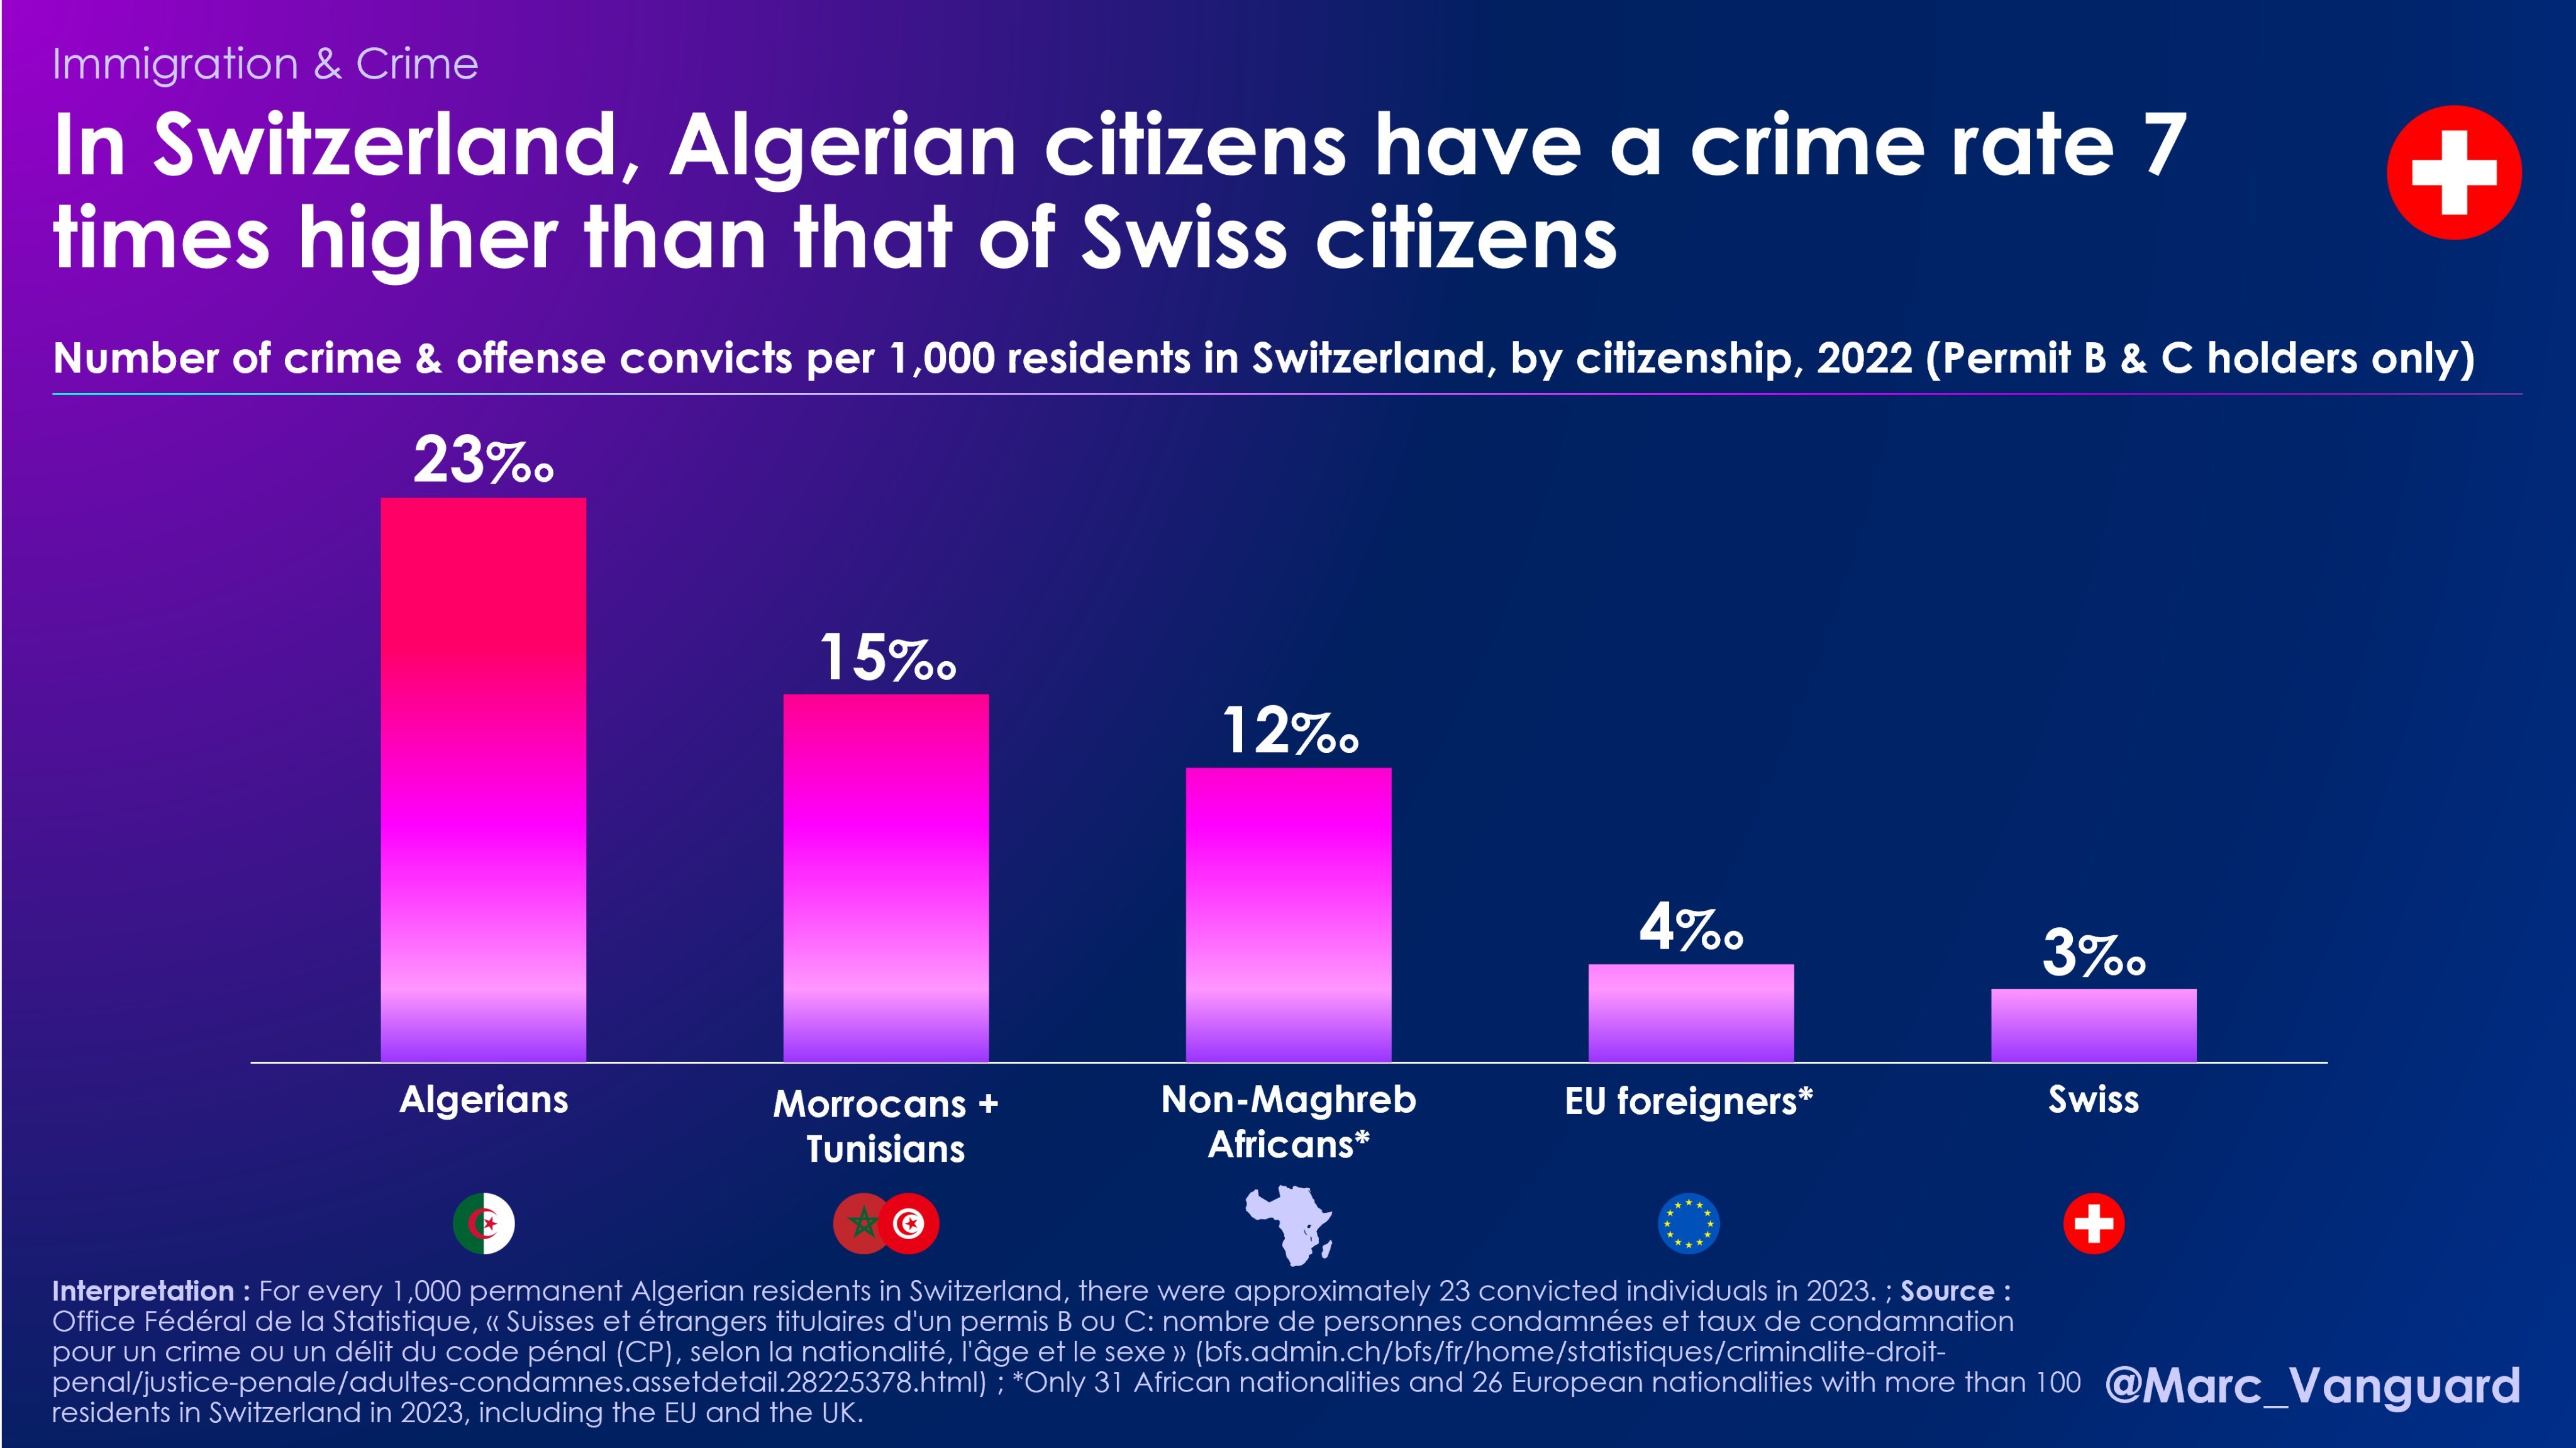 Immigration & Crime
In Switzerland, Algerian citizens have a crime rate 7
times higher than that of Swiss citizens
Number of crime & offense convicts per 1,000 residents in Switzerland, by citizenship, 2022 (Permit B & C holders only)
23‰
15‰
12‰
4‰
3‰
Algerians
Morrocans +
Tunisians
Non-Maghreb
Africans*
EU foreigners*
Swiss
Interpretation : For every 1,000 permanent Algerian residents in Switzerland, there were approximately 23 convicted individuals in 2023. ; Source :
Office Fédéral de la Statistique, « Suisses et étrangers titulaires d'un permis B ou C: nombre de personnes condamnées et taux de condamnation
pour un crime ou un délit du code pénal (CP), selon la nationalité, l'âge et le sexe » (bfs.admin.ch/bfs/fr/home/statistiques/criminalite-droit-
penal/justice-penale/adultes-condamnes.assetdetail.28225378.html) ; *Only 31 African nationalities and 26 European nationalities with more than 100
residents in Switzerland in 2023, including the EU and the UK.
@Marc_Vanguard